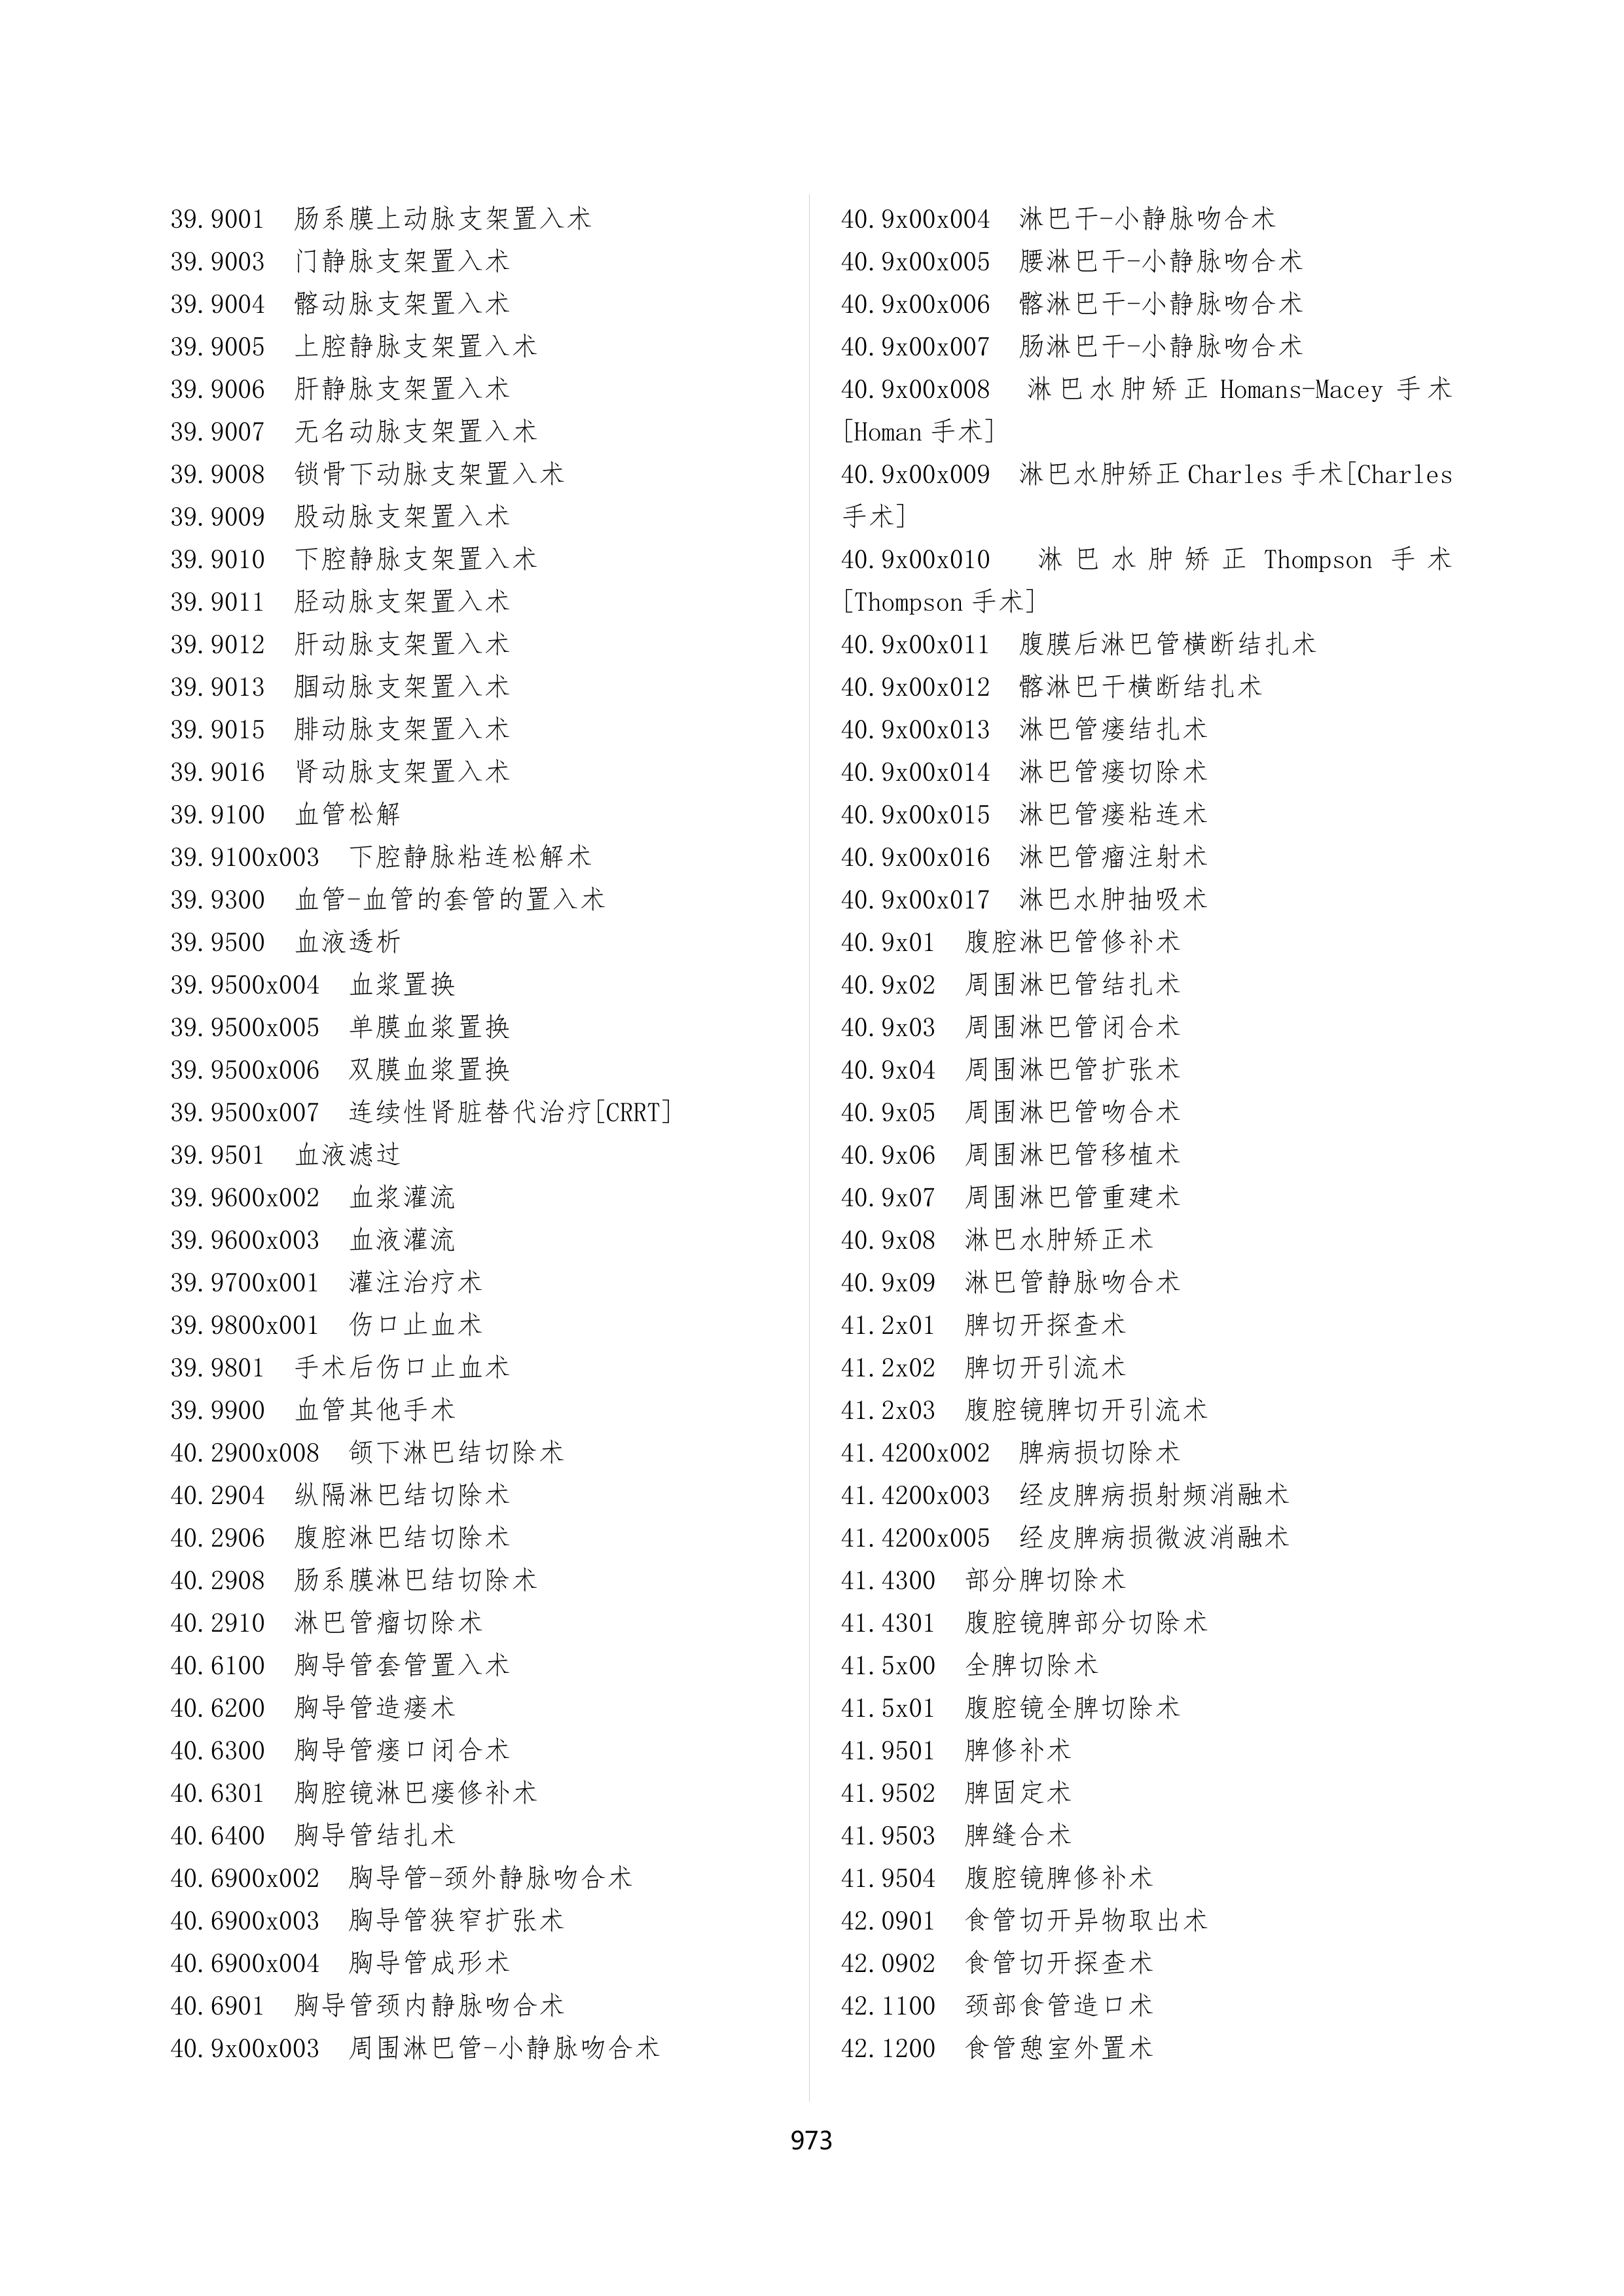 39.9001 肠系膜上动脉支架置入术
39.9003 门静脉支架置入术
39.9004 髂动脉支架置入术
39.9005 上腔静脉支架置入术
39.9006 肝静脉支架置入术
39.9007 无名动脉支架置入术
39.9008 锁骨下动脉支架置入术
39.9009 股动脉支架置入术
39.9010 下腔静脉支架置入术
39.9011 胫动脉支架置入术
39.9012 肝动脉支架置入术
39.9013 腘动脉支架置入术
39.9015 腓动脉支架置入术
39.9016 肾动脉支架置入术
39.9100 血管松解
39.9100x003 下腔静脉粘连松解术
39.9300 血管-血管的套管的置入术
39.9500 血液透析
39.9500x004 血浆置换
39.9500x005 单膜血浆置换
39.9500x006 双膜血浆置换
39.9500x007 连续性肾脏替代治疗[CRRT]
39.9501 血液滤过
39.9600x002 血浆灌流
39.9600x003 血液灌流
39.9700x001 灌注治疗术
39.9800x001 伤口止血术
39.9801 手术后伤口止血术
39.9900 血管其他手术
40.2900x008 颌下淋巴结切除术
40.2904 纵隔淋巴结切除术
40.2906 腹腔淋巴结切除术
40.2908 肠系膜淋巴结切除术
40.2910 淋巴管瘤切除术
40.6100 胸导管套管置入术
40.6200 胸导管造瘘术
40.6300 胸导管瘘口闭合术
40.6301 胸腔镜淋巴瘘修补术
40.6400 胸导管结扎术
40.6900x002 胸导管-颈外静脉吻合术
40.6900x003 胸导管狭窄扩张术
40.6900x004 胸导管成形术
40.6901 胸导管颈内静脉吻合术
40.9x00x003 周围淋巴管-小静脉吻合术
40.9x00x004 淋巴干-小静脉吻合术
40.9x00x005 腰淋巴干-小静脉吻合术
40.9x00x006 髂淋巴干-小静脉吻合术
40.9x00x007 肠淋巴干-小静脉吻合术
40.9x00x008 淋巴水肿矫正 Homans-Macey 手术
[Homan 手术]
40.9x00x009 淋巴水肿矫正 Charles 手术[Charles
手术]
40.9x00x010 淋巴水肿矫正 Thompson 手术
[Thompson 手术]
40.9x00x011 腹膜后淋巴管横断结扎术
40.9x00x012 髂淋巴干横断结扎术
40.9x00x013 淋巴管瘘结扎术
40.9x00x014 淋巴管瘘切除术
40.9x00x015 淋巴管瘘粘连术
40.9x00x016 淋巴管瘤注射术
40.9x00x017 淋巴水肿抽吸术
40.9x01 腹腔淋巴管修补术
40.9x02 周围淋巴管结扎术
40.9x03 周围淋巴管闭合术
40.9x04 周围淋巴管扩张术
40.9x05 周围淋巴管吻合术
40.9x06 周围淋巴管移植术
40.9x07 周围淋巴管重建术
40.9x08 淋巴水肿矫正术
40.9x09 淋巴管静脉吻合术
41.2x01 脾切开探查术
41.2x02 脾切开引流术
41.2x03 腹腔镜脾切开引流术
41.4200x002 脾病损切除术
41.4200x003 经皮脾病损射频消融术
41.4200x005 经皮脾病损微波消融术
41.4300 部分脾切除术
41.4301 腹腔镜脾部分切除术
41.5x00 全脾切除术
41.5x01 腹腔镜全脾切除术
41.9501 脾修补术
41.9502 脾固定术
41.9503 脾缝合术
41.9504 腹腔镜脾修补术
42.0901 食管切开异物取出术
42.0902 食管切开探查术
42.1100 颈部食管造口术
42.1200 食管憩室外置术
973